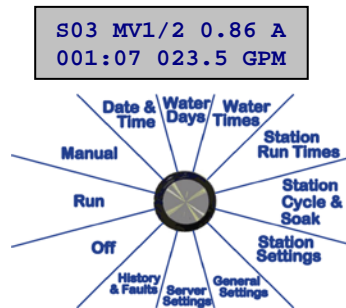 S03 MV1/2 0.86 A
001:07 023.5 GPM
Date &
Time
Water
Days
Water
Times
Station
Run Times
Station
Cycle &
Soak
Station
Settings
General
Settings
Server
Settings
History
& Faults
Off
Run
Manual